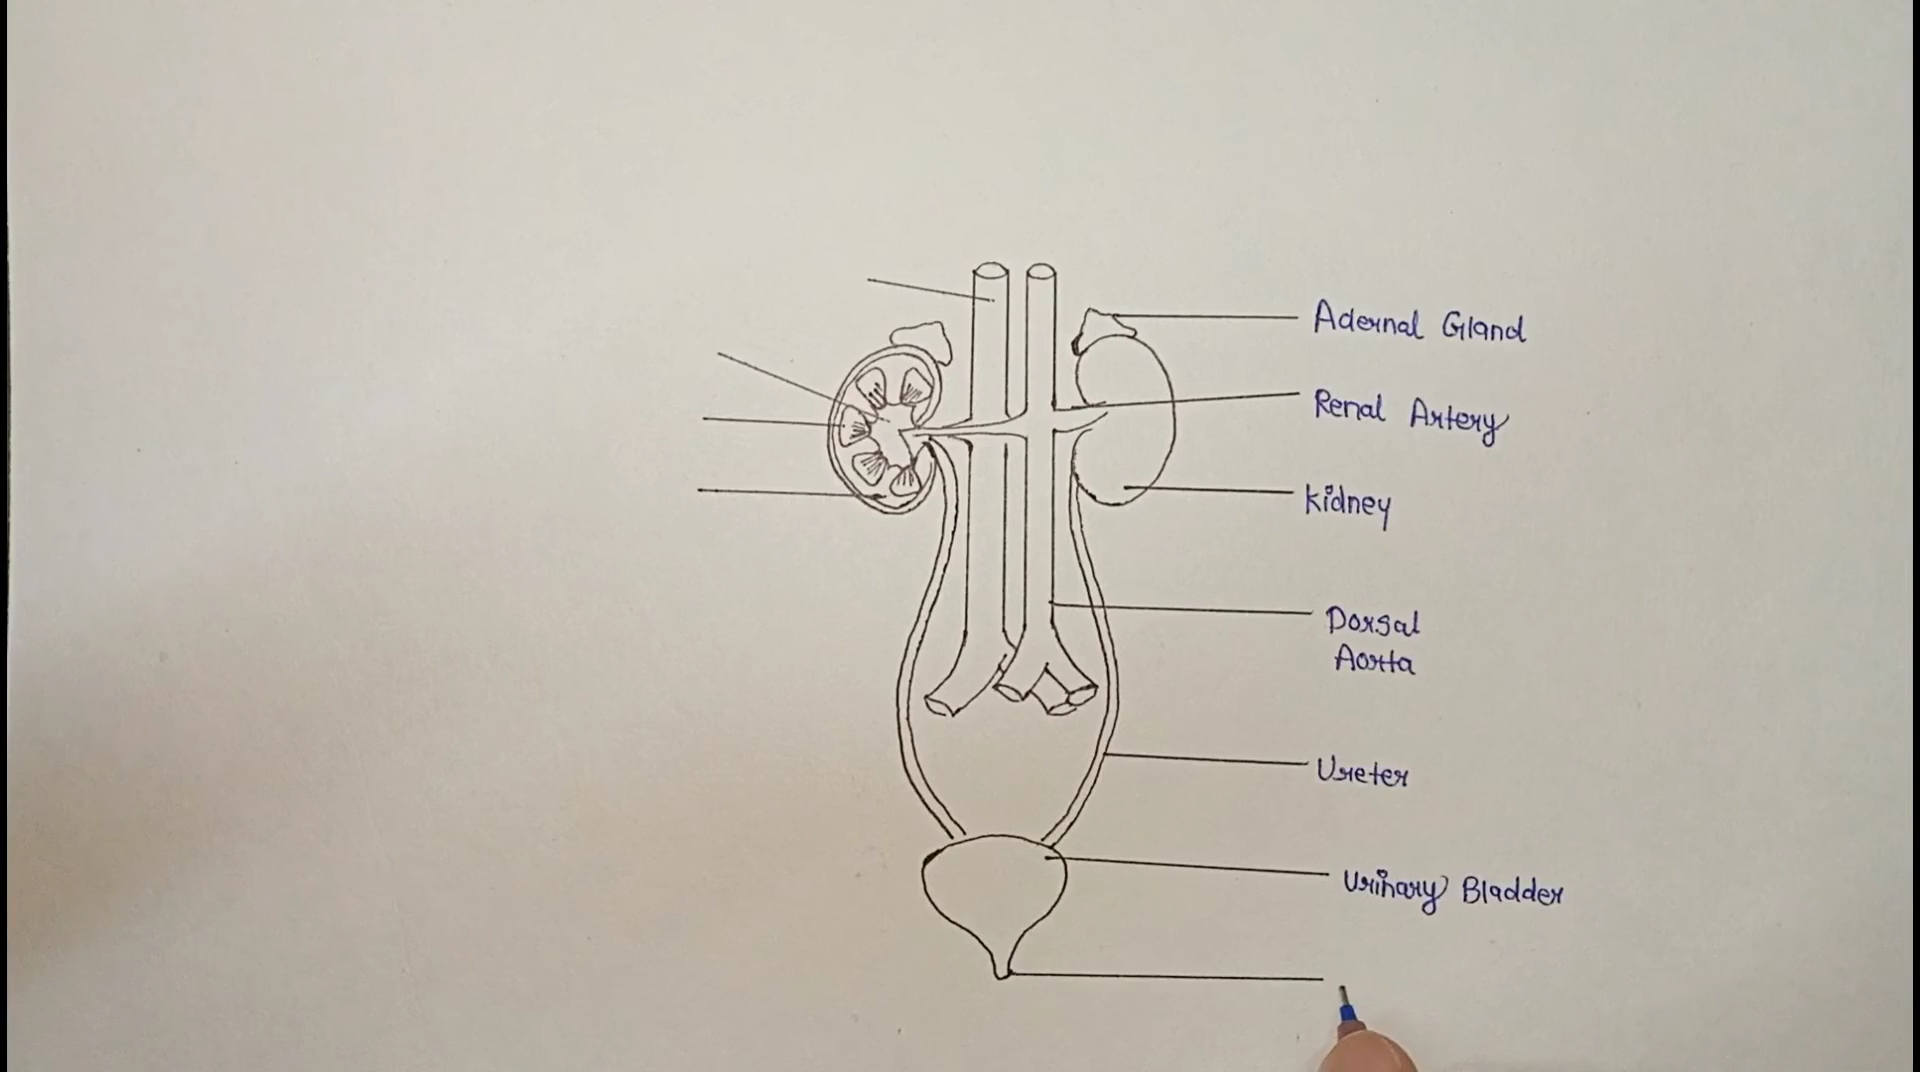 Adernal Gland
Renal Artery
Kidney
Dorsal
Aorta
Ureter
Urinary Bladder